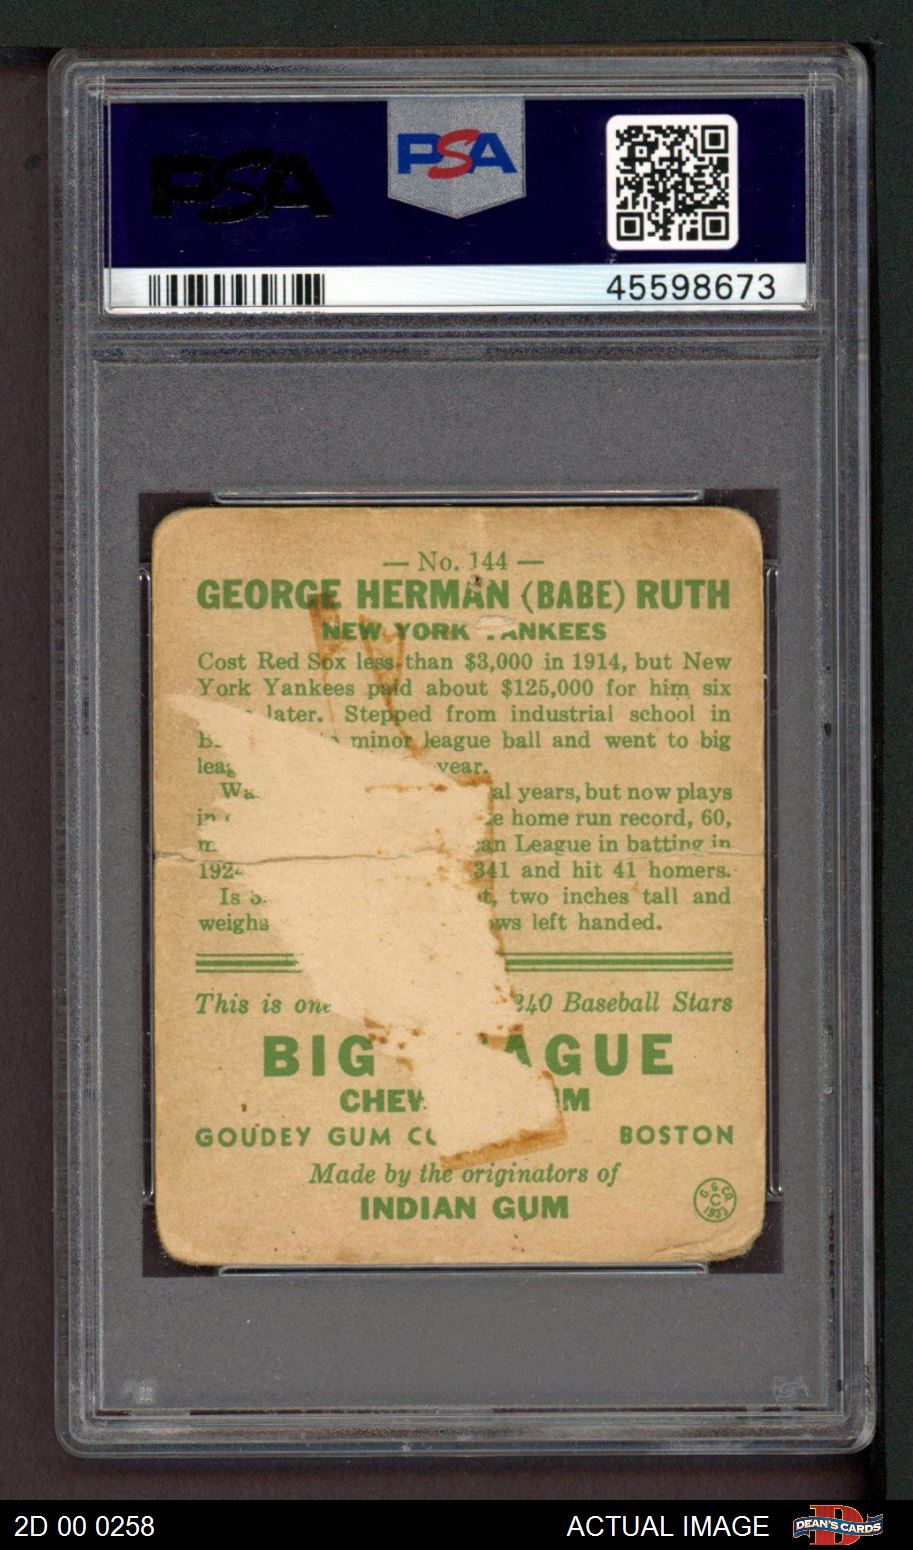 PSA
PSA
45598673
— No. 144 —
GEORGE HERMAN (BABE) RUTH
NEW YORK YANKEES
Cost Red Sox less than $3,000 in 1914, but New
York Yankees paid about $125,000 for him six
later. Stepped from industrial school in
minor league ball and went to big
year.
years, but now plays
home run record, 60,
League in batting in
341 and hit 41 homers.
Is two inches tall and
weighs left handed.
This is one 240 Baseball Stars
BIG
GOUDEY GUM BOSTON
Made by the originators of
INDIAN GUM
G. G. Co
C
1933
2D 00 0258
ACTUAL IMAGE
D
DEAN'S CARDS